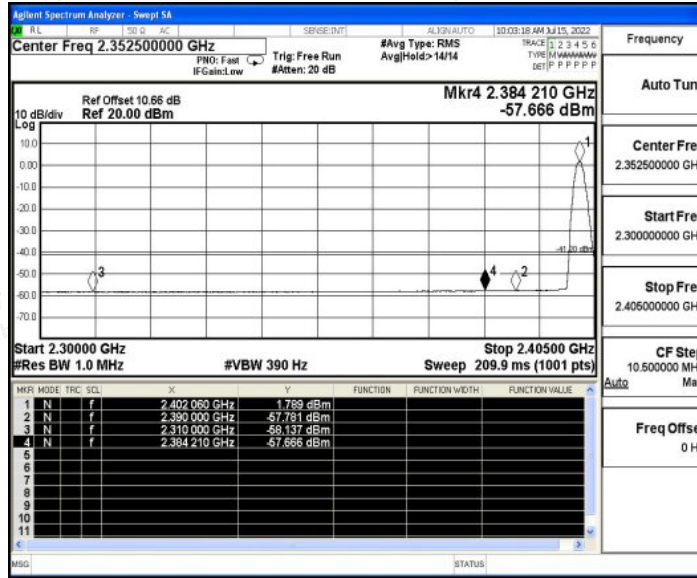 Agilent Spectrum Analyzer - Swept SA
RL RF 50 Ω AC SENSE:INT ALIGNAUTO 10:03:18 AM Jul 15, 2022
Center Freq 2.352500000 GHz #Avg Type: RMS TRACE 1 2 3 4 5 6
PNO: Fast Trig: Free Run Avg|Hold:>14/14 TYPE
IFGain:Low #Atten: 20 dB DET P P P P P P
Ref Offset 10.66 dB Mkr4 2.384 210 GHz
10 dB/div Ref 20.00 dBm -57.666 dBm
Log
10.0
0.00
-10.0
-20.0
-30.0
-40.0
-50.0
-60.0
-70.0
1
-41.20 dBm
3
4
2
Start 2.30000 GHz Stop 2.40500 GHz
#Res BW 1.0 MHz #VBW 390 Hz Sweep 209.9 ms (1001 pts)
MKR MODE TRC SCL X Y FUNCTION FUNCTION WIDTH FUNCTION VALUE
1 N f 2.402 060 GHz 1.789 dBm
2 N f 2.390 000 GHz -57.781 dBm
3 N f 2.310 000 GHz -58.137 dBm
4 N f 2.384 210 GHz -57.666 dBm
5
6
7
8
9
10
11
MSG STATUS
Frequency
Auto Tun
Center Fre
2.352500000 GH
Start Fre
2.300000000 GH
Stop Fre
2.405000000 GH
CF Ste
10.500000 MH
Auto Ma
Freq Offse
0 H